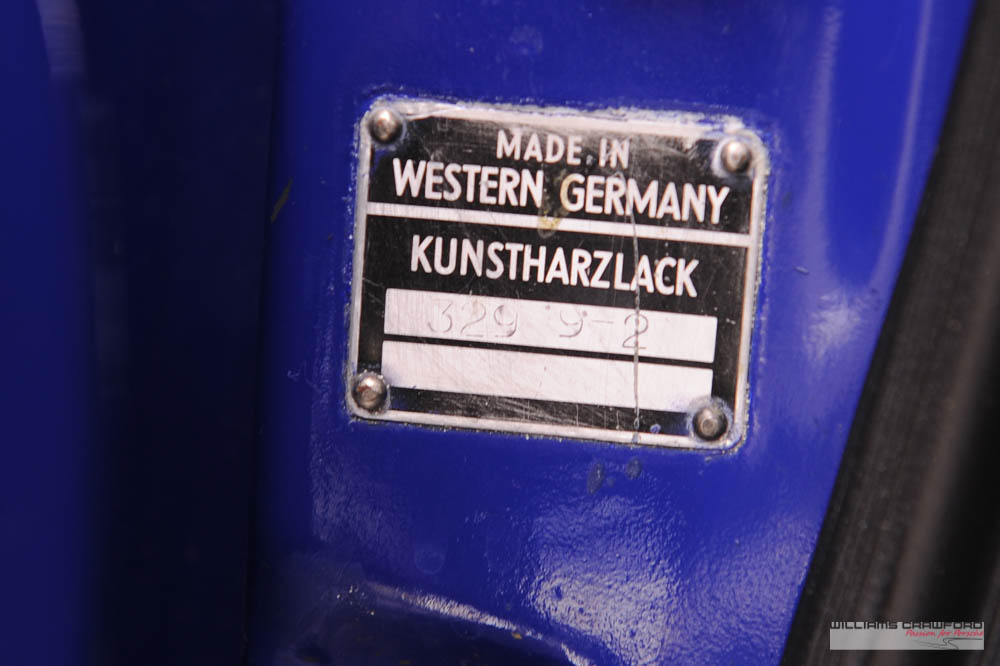 MADE IN
WESTERN GERMANY
KUNSTHARZLACK
329 9-2
WILLIAMS CRAWFORD
Passion for Porsche